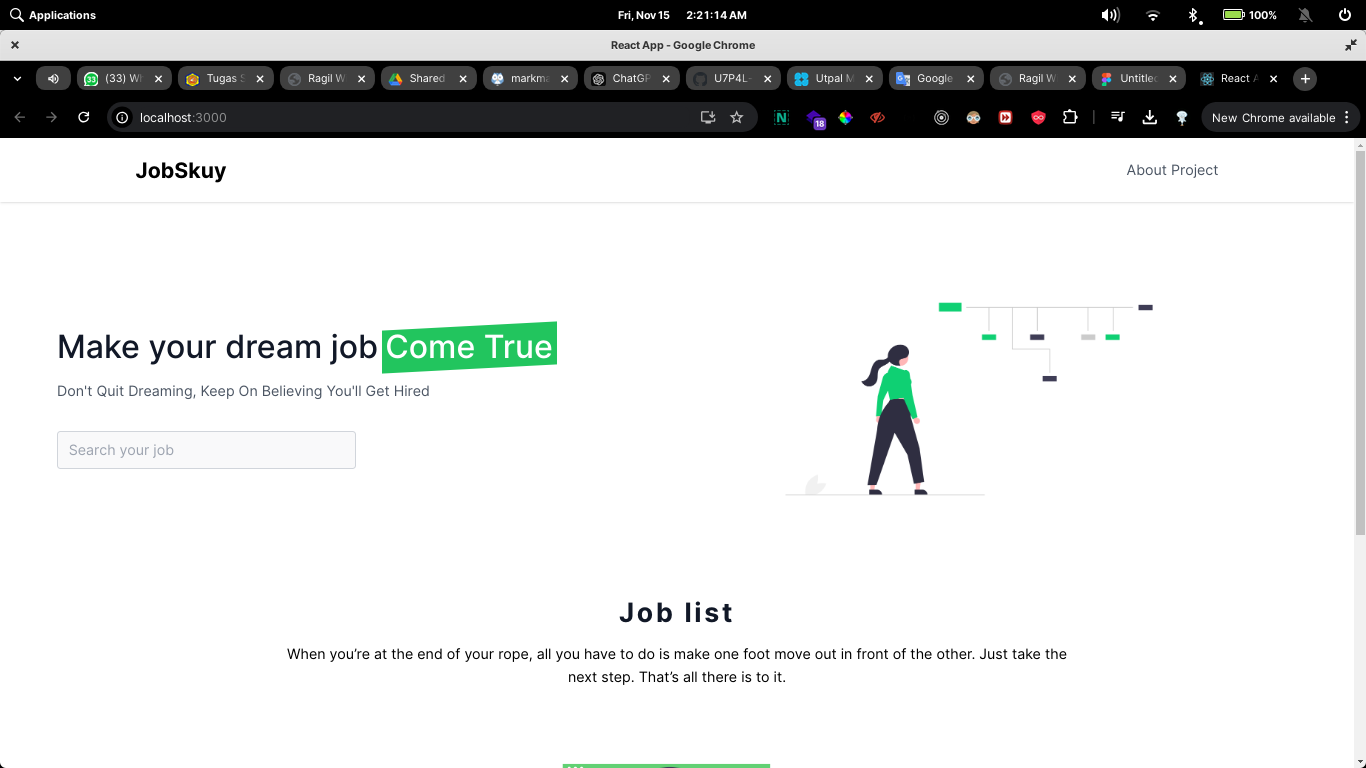 Applications
Fri, Nov 15 2:21:14 AM
100%
React App - Google Chrome
33
(33) W
Tugas S
Ragil W
Shared
markma
ChatGP
U7P4L-
Utpal M
Google
Ragil W
Untitled
React A
localhost:3000
N
18
New Chrome available
JobSkuy
About Project
Make your dream job Come True
Don't Quit Dreaming, Keep On Believing You'll Get Hired
Search your job
Job list
When you’re at the end of your rope, all you have to do is make one foot move out in front of the other. Just take the
next step. That’s all there is to it.